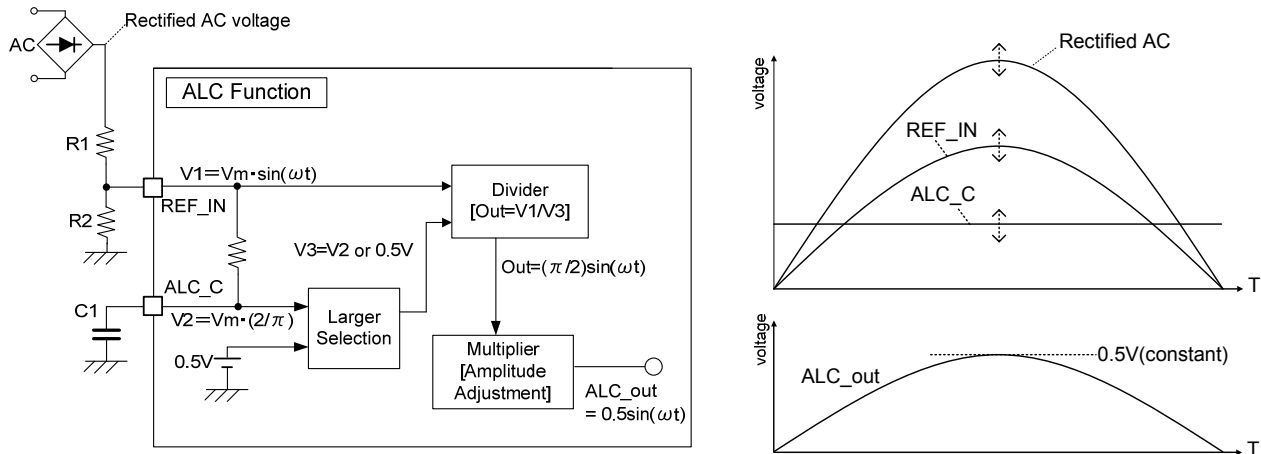 Rectified AC voltage
AC
ALC Function
R1
V1=Vm・sin(ωt)
REF_IN
R2
Divider
[Out=V1/V3]
V3=V2 or 0.5V
Out=(π/2)sin(ωt)
ALC_C
C1
V2=Vm・(2/π)
Larger
Selection
0.5V
Multiplier
[Amplitude
Adjustment]
ALC_out
= 0.5sin(ωt)
voltage
Rectified AC
REF_IN
ALC_C
T
voltage
0.5V(constant)
ALC_out
T